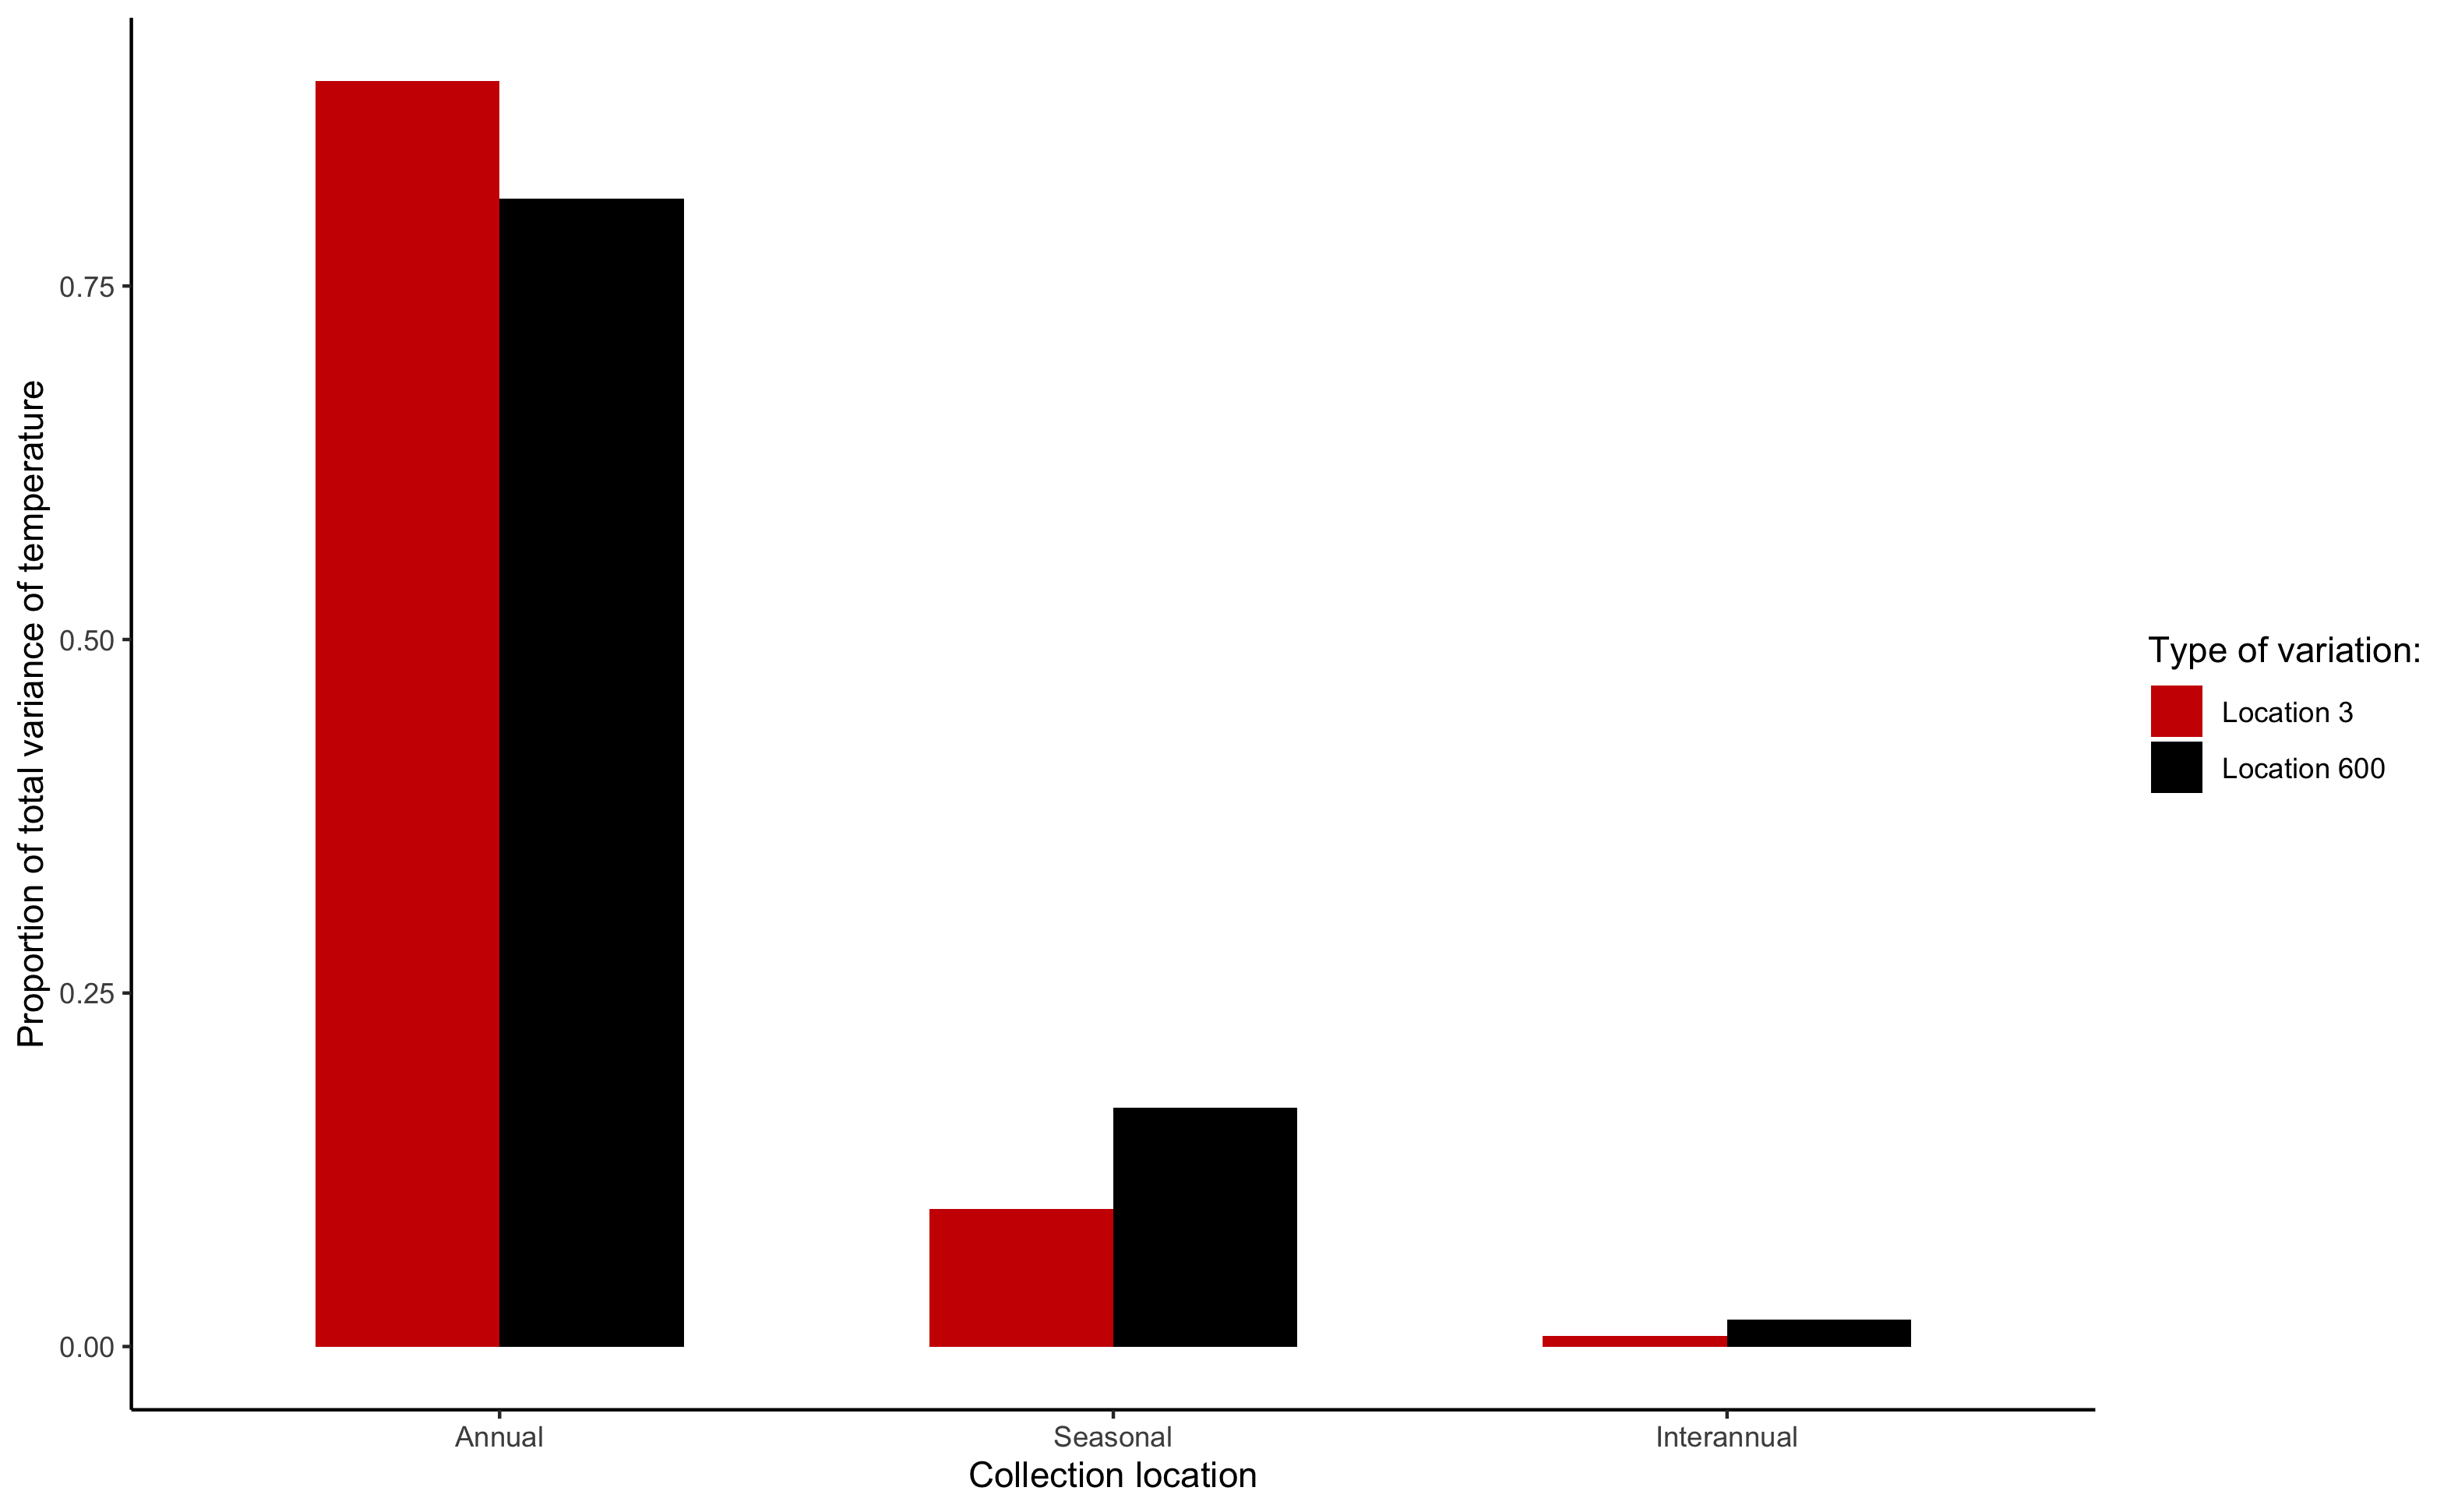 Proportion of total variance of temperature
0.75
0.50
0.25
0.00
Annual
Seasonal
Interannual
Collection location
Type of variation:
Location 3
Location 600